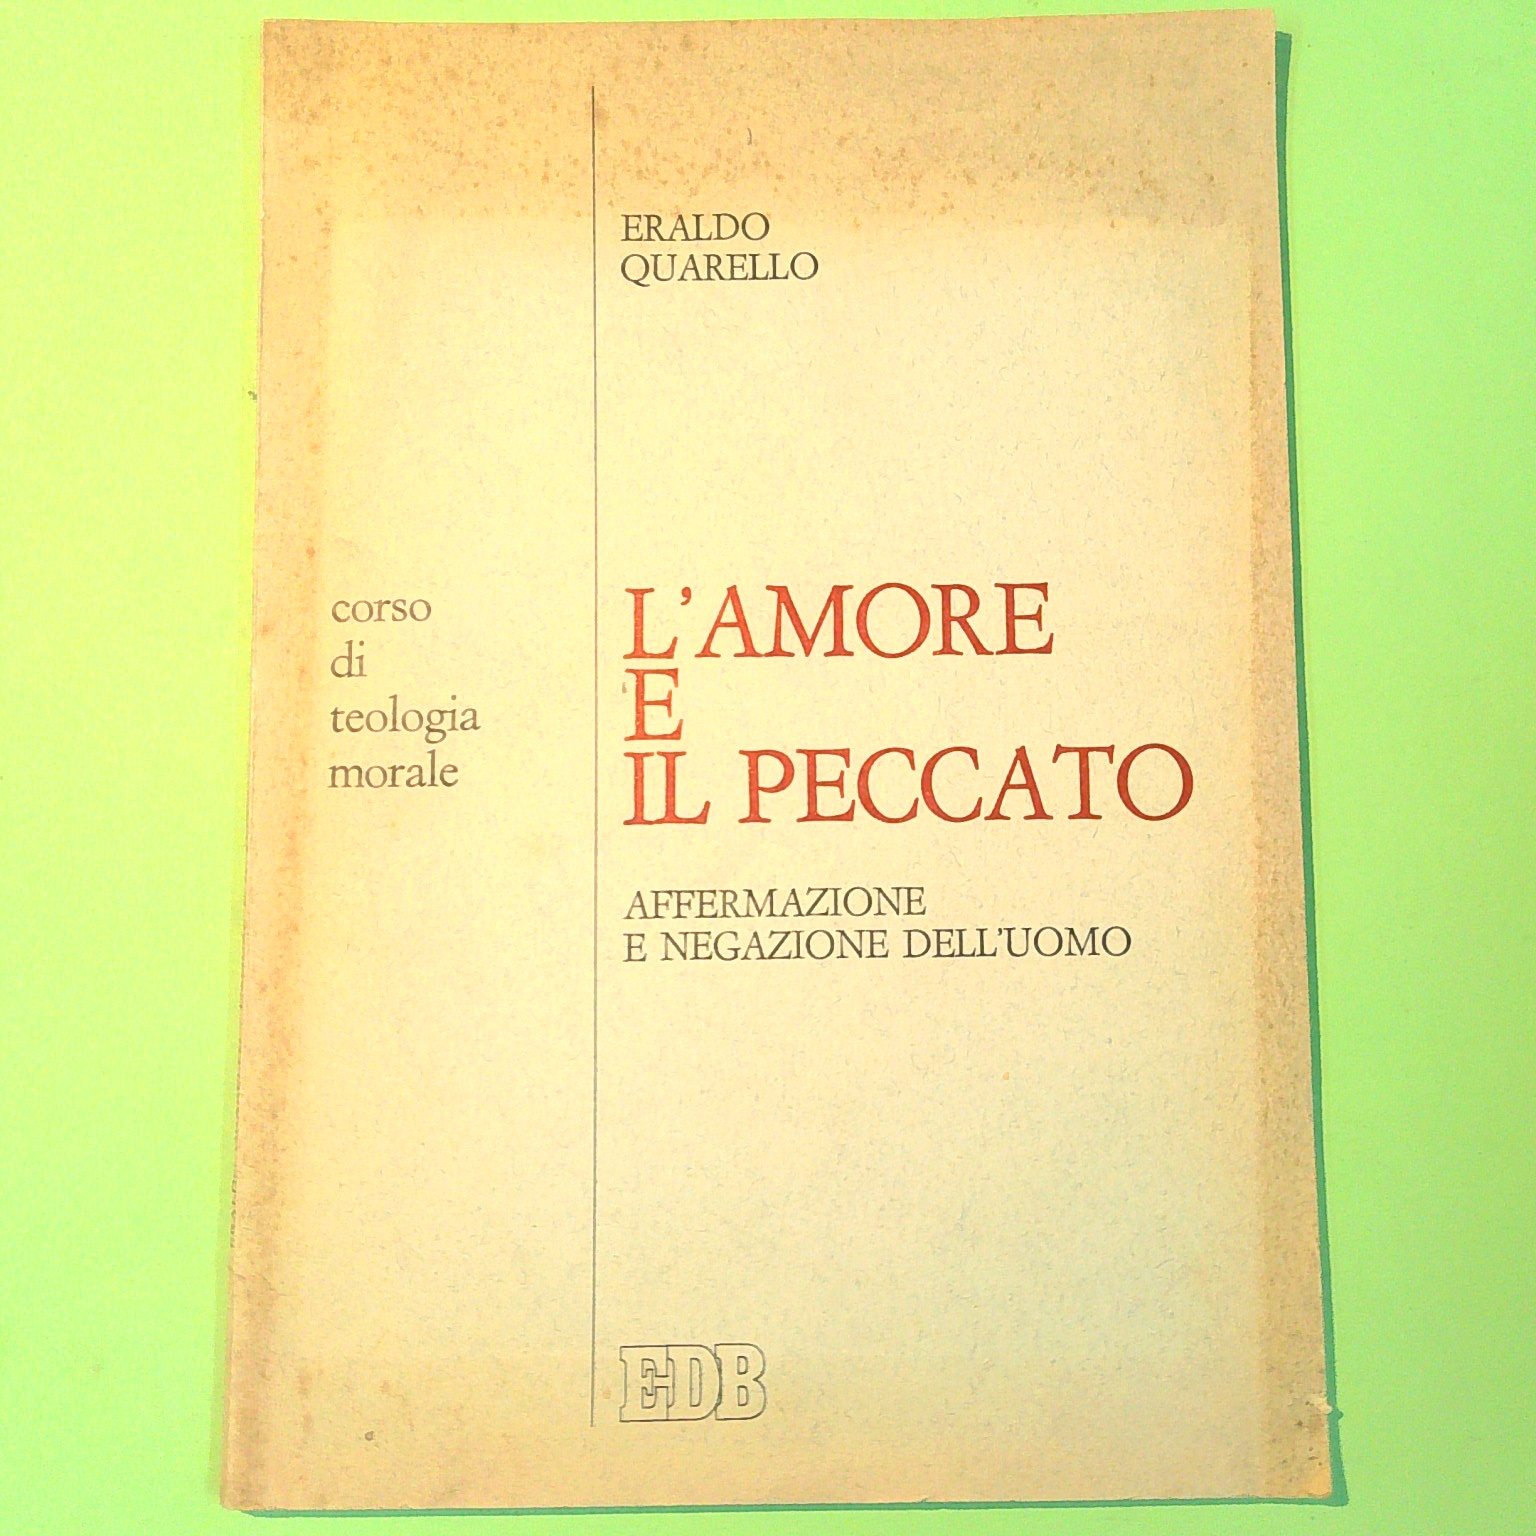 ERALDO
QUARELLO
corso
di
teologia
morale
L'AMORE
E
IL PECCATO
AFFERMAZIONE
E NEGAZIONE DELL'UOMO
EDB